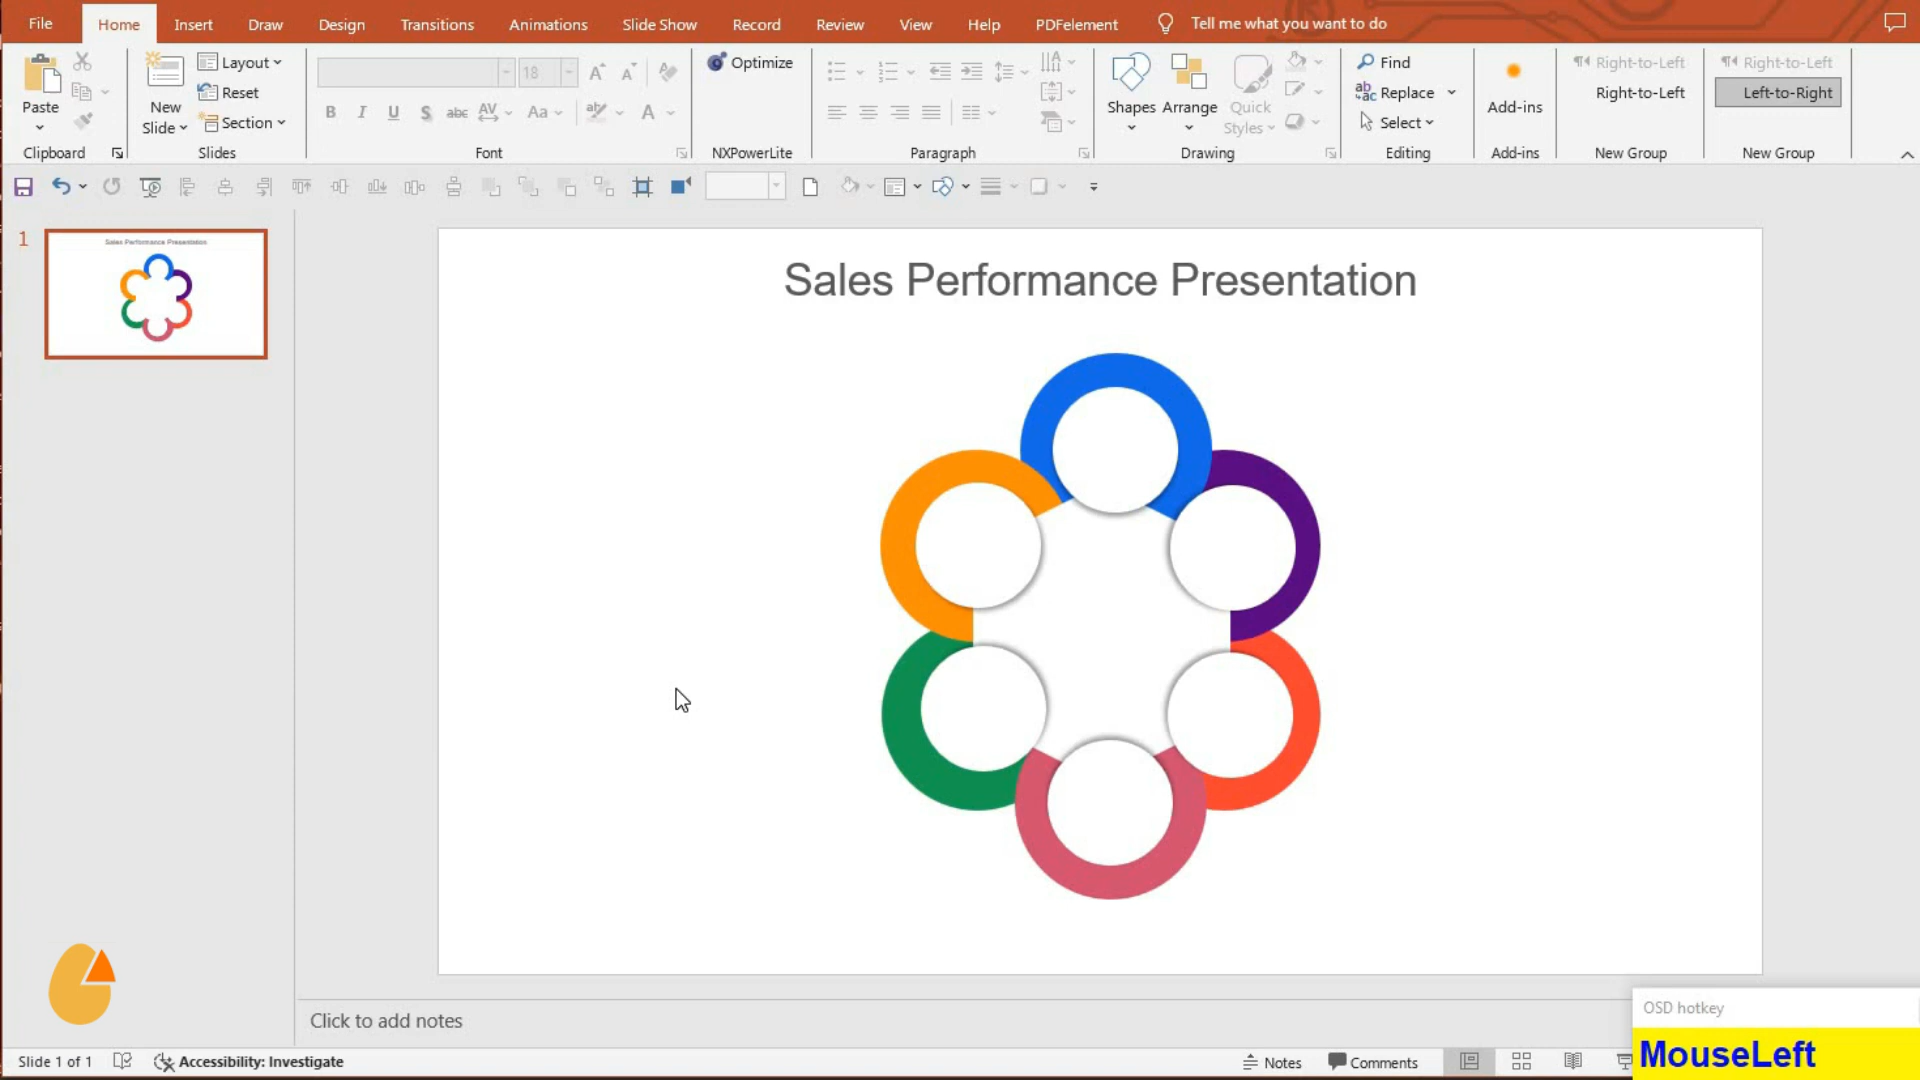 File Home Insert Draw Design Transitions Animations Slide Show Record Review View Help PDFelement Tell me what you want to do
Paste
Clipboard
New
Slide
Layout
Reset
Section
Slides
18
B I U S abc AV Aa A
Font
Optimize
NXPowerLite
Paragraph
Shapes
Arrange
Quick
Styles
Drawing
Find
Replace
Select
Editing
Add-ins
Add-ins
Right-to-Left
Right-to-Left
New Group
Right-to-Left
Left-to-Right
New Group
1
Sales Performance Presentation
Sales Performance Presentation
Click to add notes
OSD hotkey
MouseLeft
Slide 1 of 1 Accessibility: Investigate Notes Comments